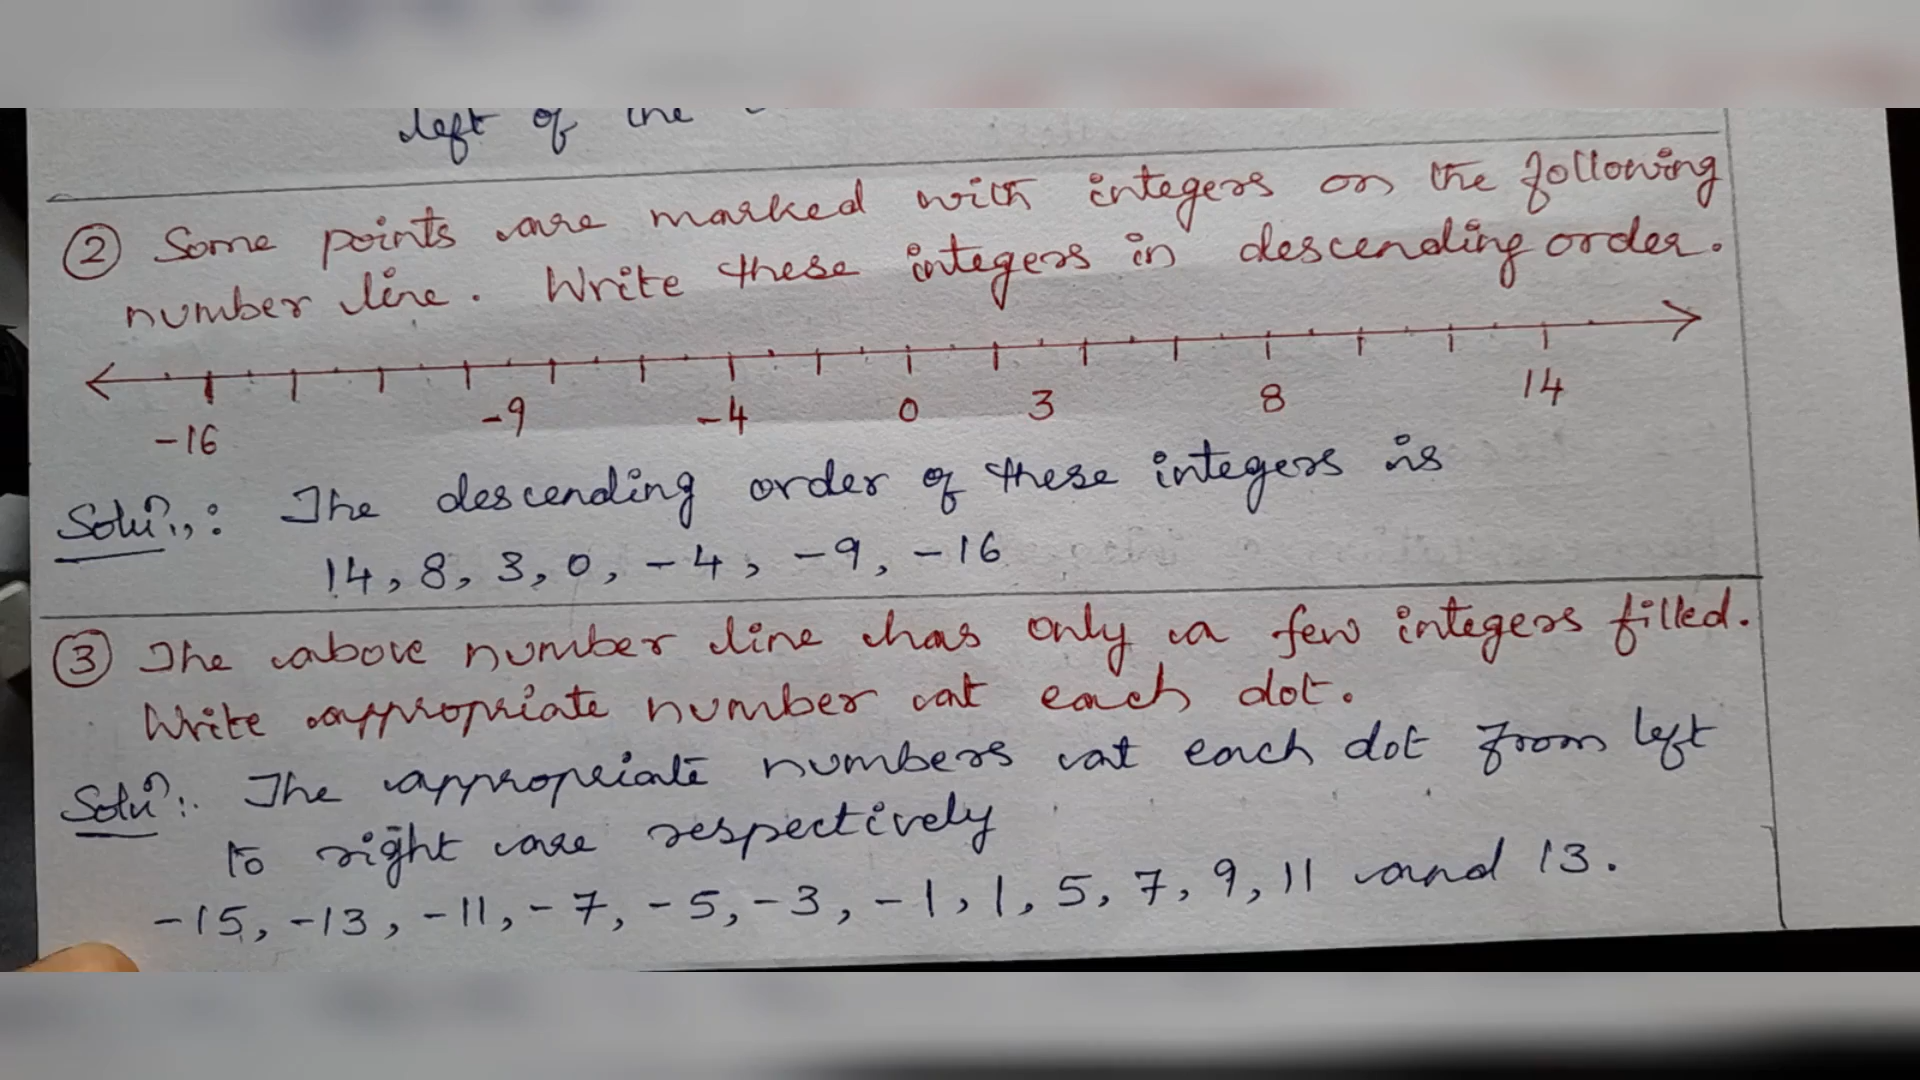 left of the
② Some points are marked with integers on the following
number line. Write these integers in descending order.
-16 -9 -4 0 3 8 14
Solun.,: The descending order of these integers is
14, 8, 3, 0, -4, -9, -16
③ The above number line has only a few integers filled.
Write appropriate number at each dot.
Solun:. The appropriate numbers at each dot from left
to right are respectively
-15, -13, -11, -7, -5, -3, -1, 1, 5, 7, 9, 11 and 13.